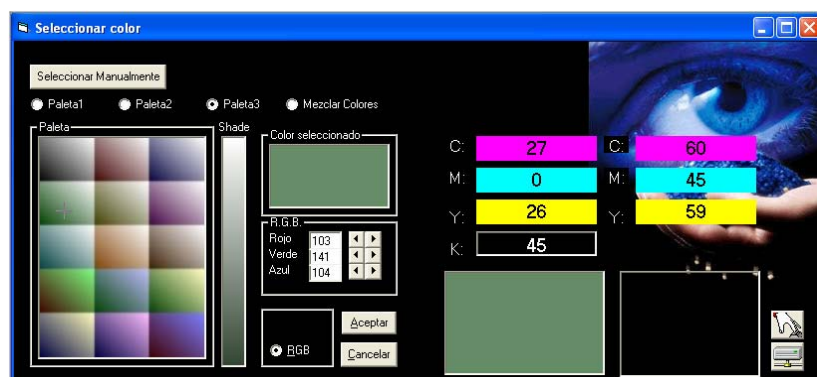 Seleccionar color
Seleccionar Manualmente
Paleta1 Paleta2 Paleta3 Mezclar Colores
Paleta Shade Color seleccionado
C: 27 C: 60
M: 0 M: 45
Y: 26 Y: 59
K: 45
R.G.B.
Rojo 103
Verde 141
Azul 104
Aceptar
RGB Cancelar